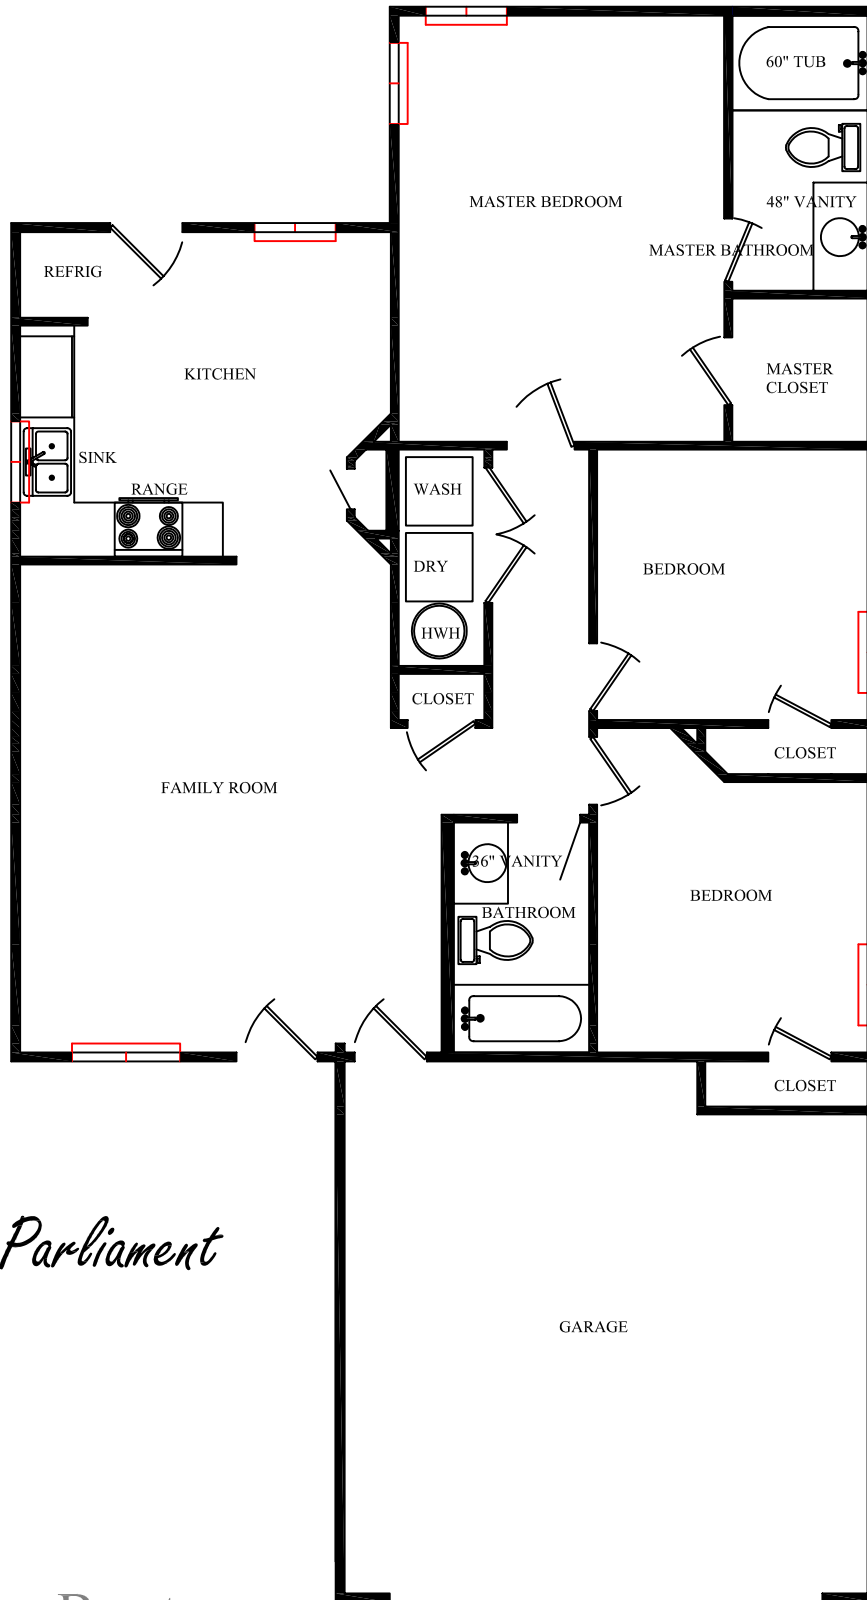 60" TUB
MASTER BEDROOM
48" VANITY
MASTER BATHROOM
REFRIG
KITCHEN
MASTER
CLOSET
SINK
RANGE
WASH
DRY
BEDROOM
HWH
CLOSET
CLOSET
FAMILY ROOM
36" VANITY
BEDROOM
BATHROOM
CLOSET
Parliament
GARAGE